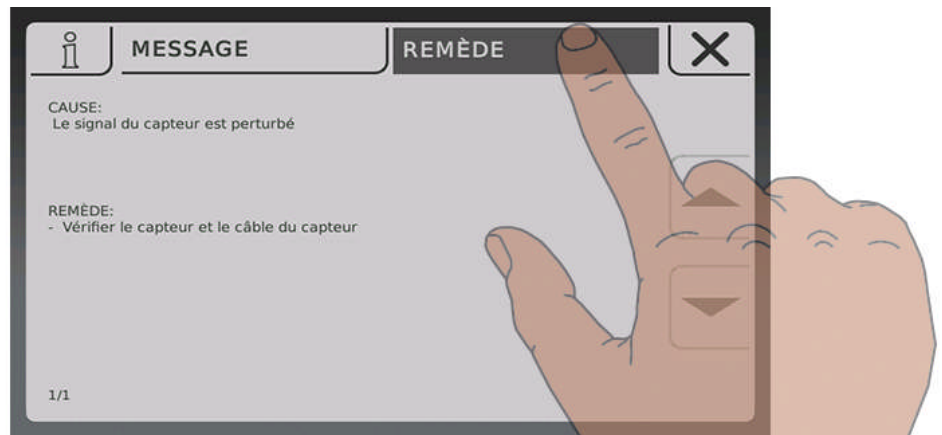 MESSAGE
REMÈDE
CAUSE:
Le signal du capteur est perturbé
REMÈDE:
- Vérifier le capteur et le câble du capteur
1/1